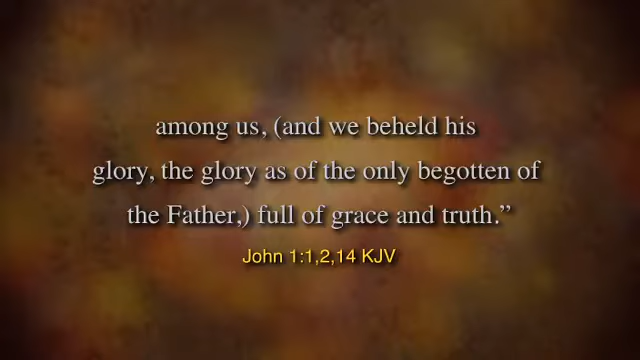 among us, (and we beheld his
glory, the glory as of the only begotten of
the Father,) full of grace and truth.”
John 1:1,2,14 KJV